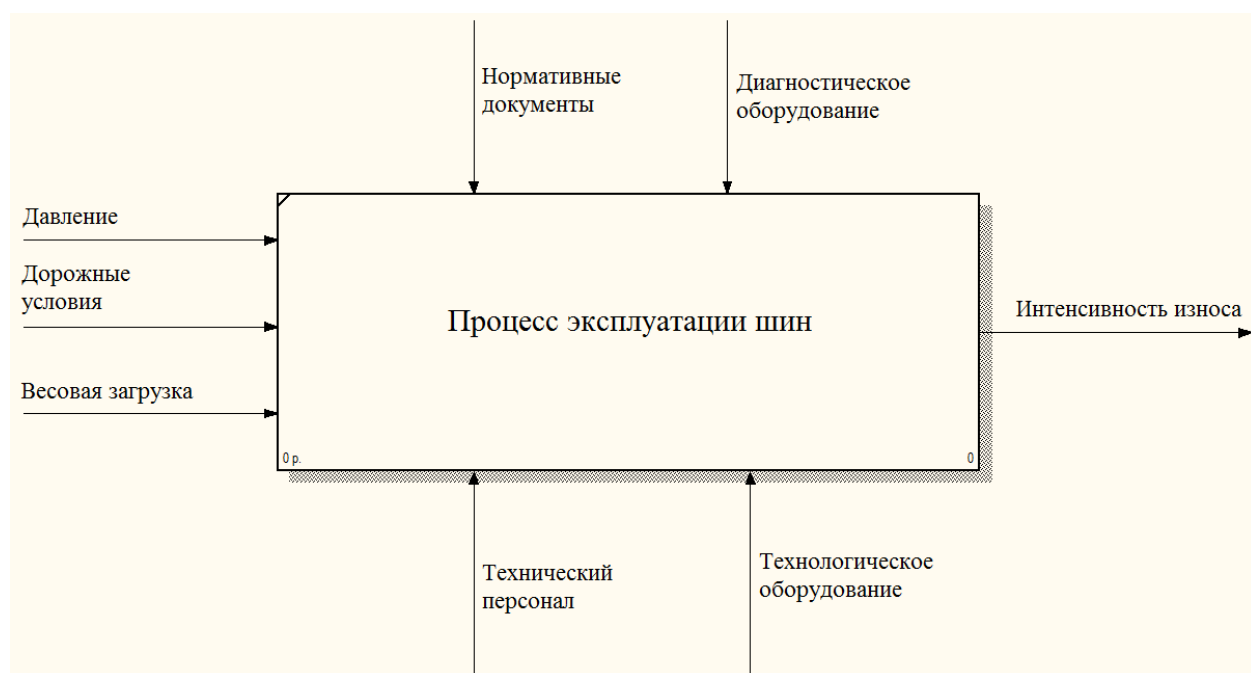 Нормативные
документы
Диагностическое
оборудование
Давление
Дорожные
условия
Весовая загрузка
Процесс эксплуатации шин
Интенсивность износа
0 р.
0
Технический
персонал
Технологическое
оборудование